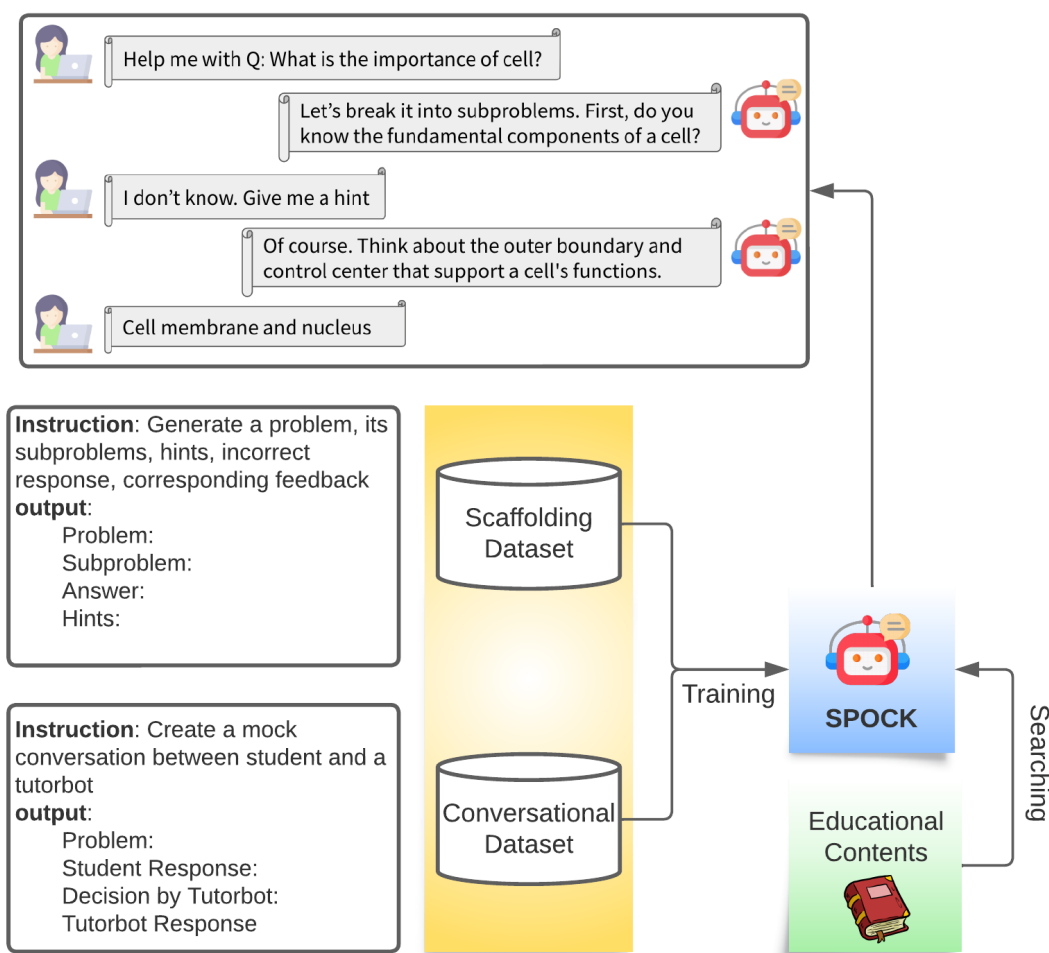 Help me with Q: What is the importance of cell?
Let’s break it into subproblems. First, do you
know the fundamental components of a cell?
I don’t know. Give me a hint
Of course. Think about the outer boundary and
control center that support a cell's functions.
Cell membrane and nucleus
Instruction: Generate a problem, its
subproblems, hints, incorrect
response, corresponding feedback
output:
Problem:
Subproblem:
Answer:
Hints:
Instruction: Create a mock
conversation between student and a
tutorbot
output:
Problem:
Student Response:
Decision by Tutorbot:
Tutorbot Response
Scaffolding
Dataset
Conversational
Dataset
Training
SPOCK
Searching
Educational
Contents